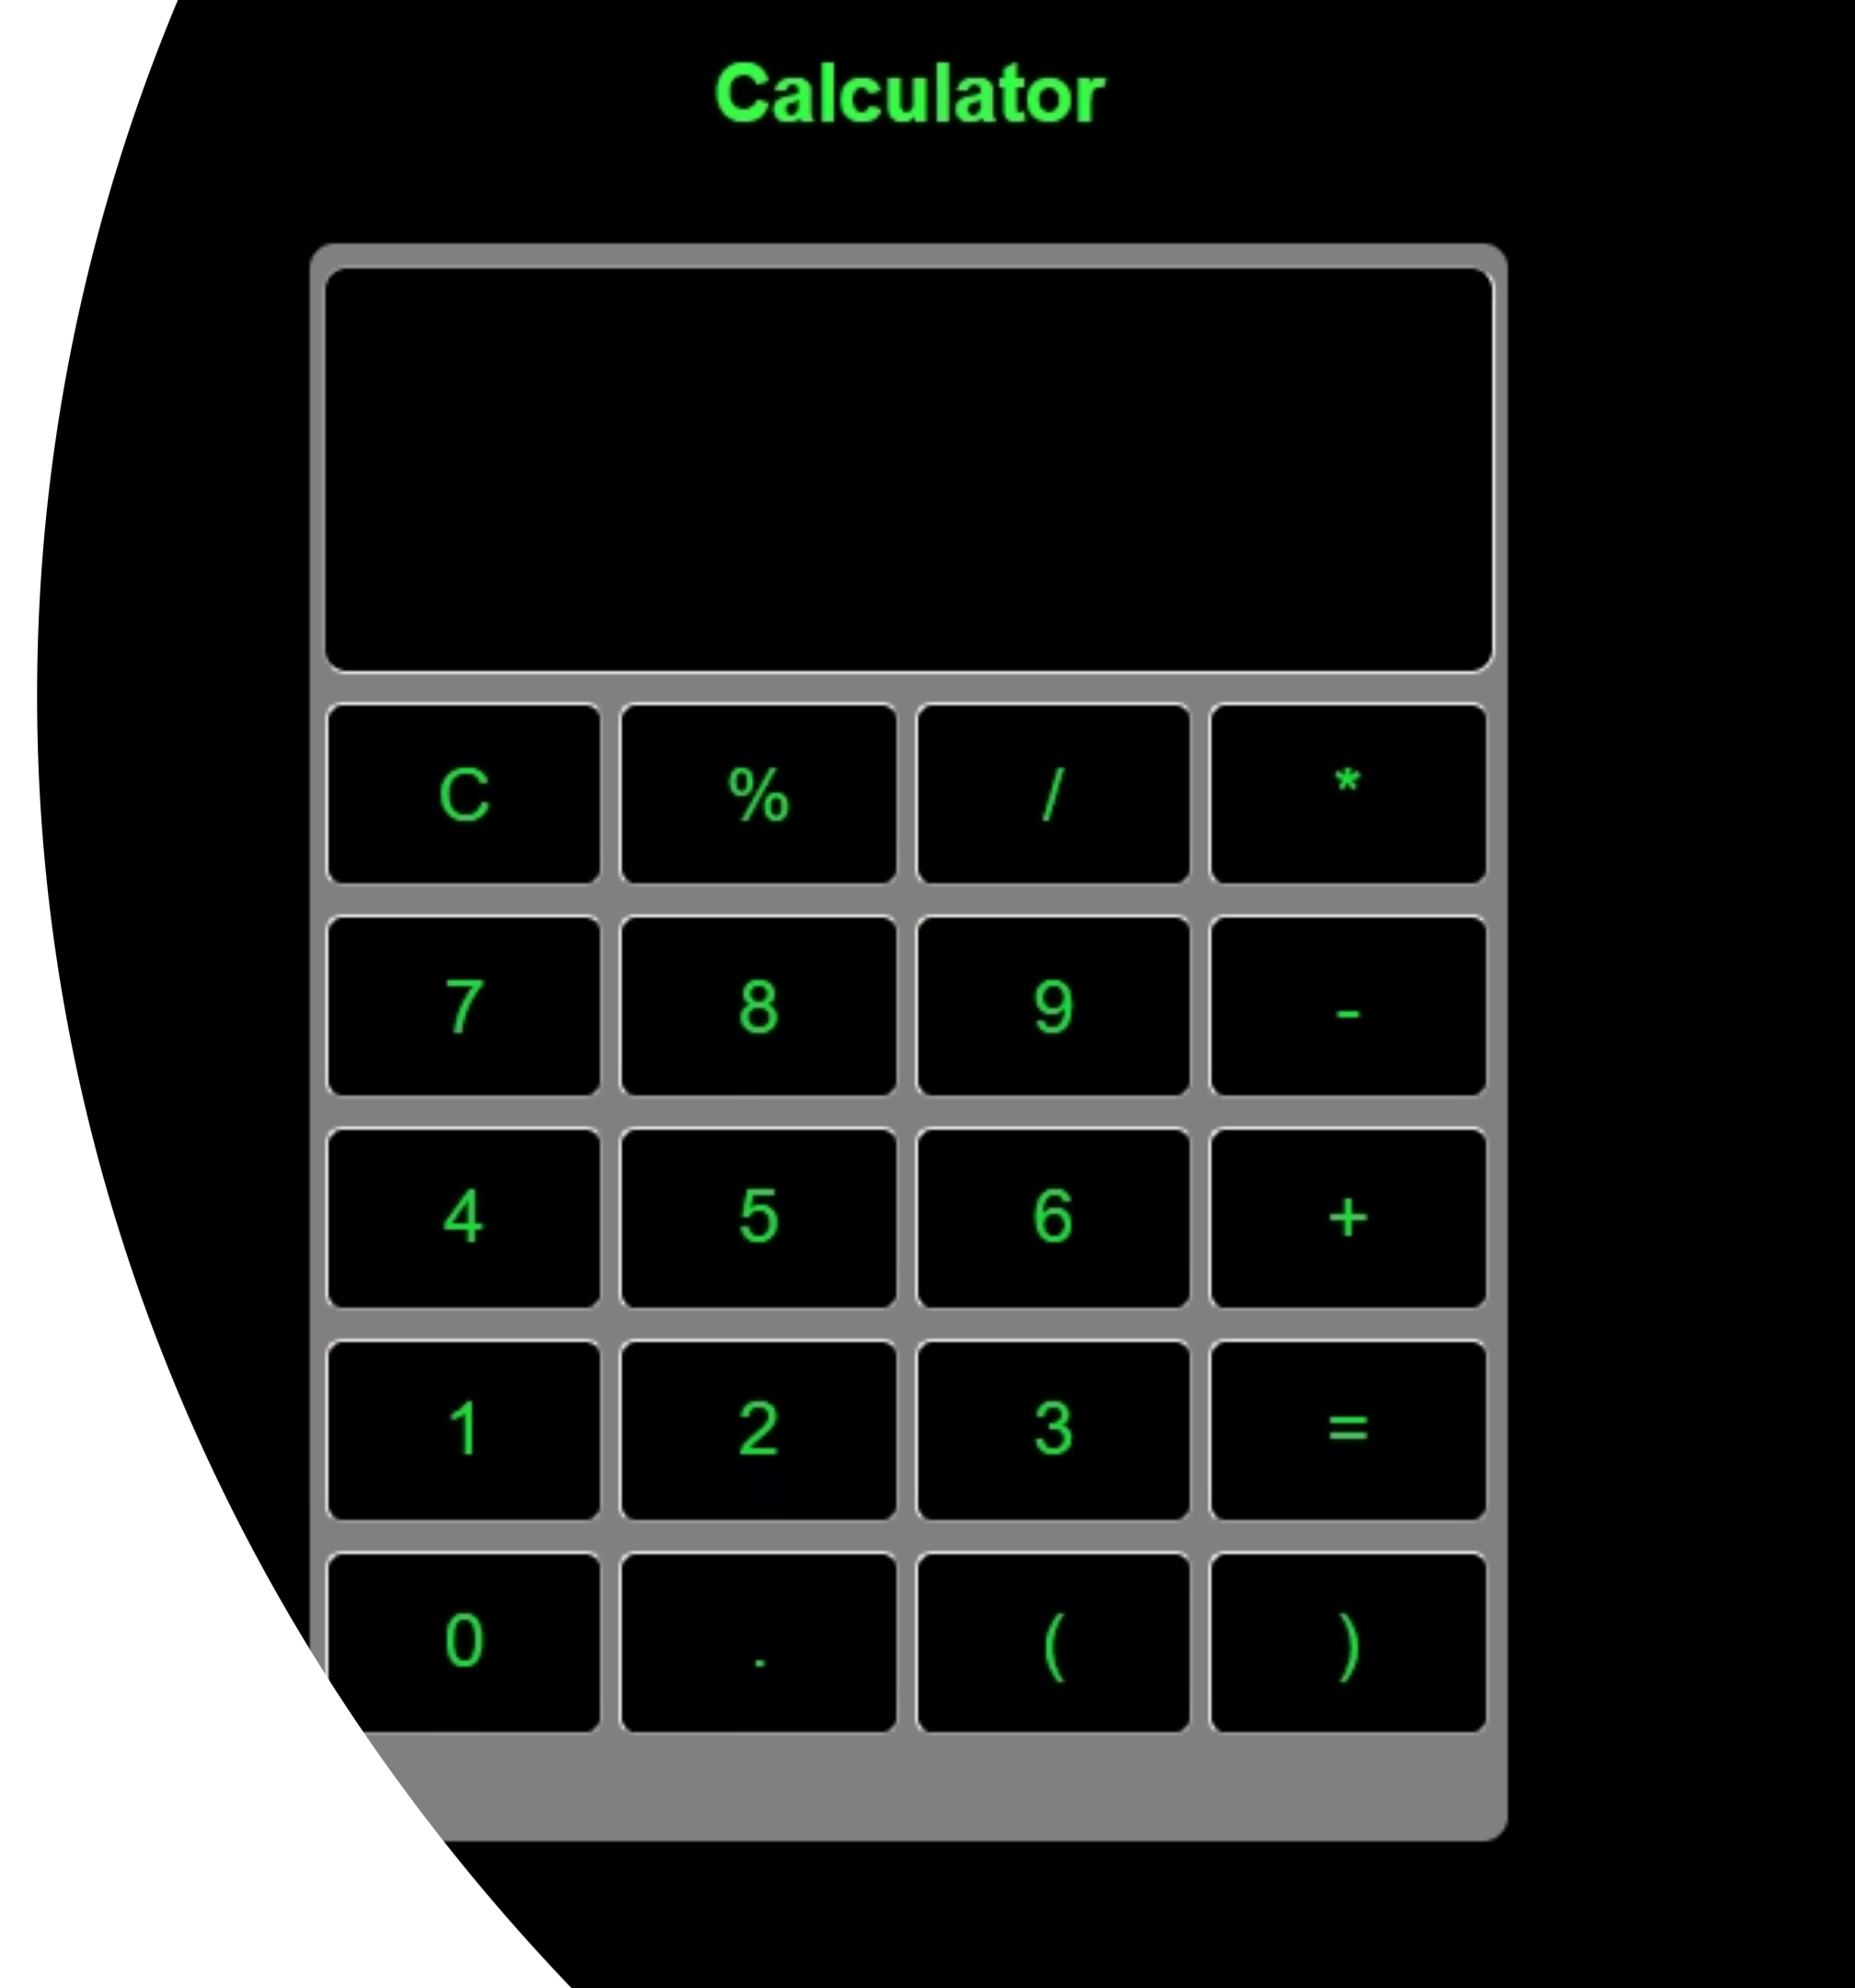 Calculator
C % / *
7 8 9 -
4 5 6 +
1 2 3 =
0 . ( )